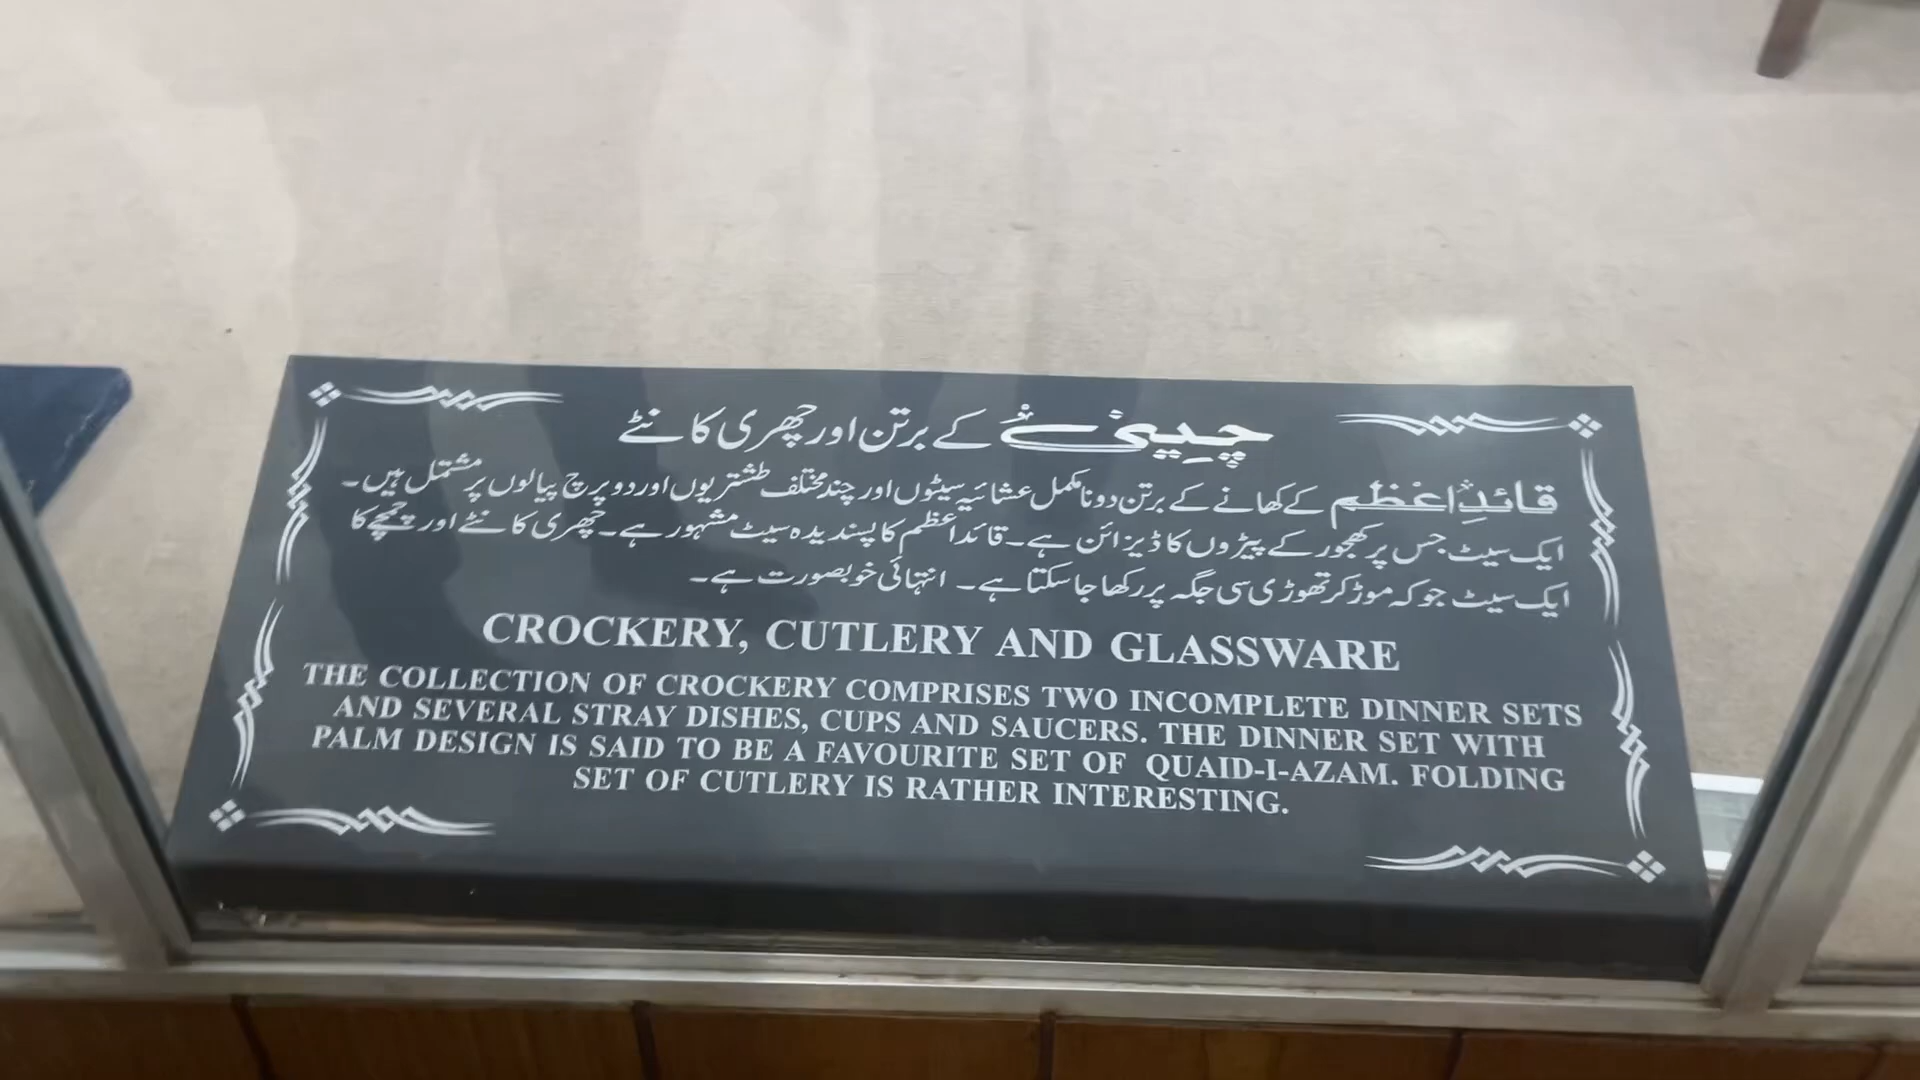 چینی کے برتن اور چھری کانٹے
قائدِاعظم کے کھانے کے برتن دو نامکمل عشائیہ سیٹوں اور چند مختلف طشتریوں اور دو پرچ پیالوں پر مشتمل ہیں۔
ایک سیٹ جس پر کھجور کے پیڑوں کا ڈیزائن ہے۔ قائداعظم کا پسندیدہ سیٹ مشہور ہے۔ چھری کانٹے اور چمچے کا
ایک سیٹ جو کہ موڑ کر تھوڑی سی جگہ پر رکھا جا سکتا ہے۔ انتہائی خوبصورت ہے۔
CROCKERY, CUTLERY AND GLASSWARE
THE COLLECTION OF CROCKERY COMPRISES TWO INCOMPLETE DINNER SETS
AND SEVERAL STRAY DISHES, CUPS AND SAUCERS. THE DINNER SET WITH
PALM DESIGN IS SAID TO BE A FAVOURITE SET OF QUAID-I-AZAM. FOLDING
SET OF CUTLERY IS RATHER INTERESTING.